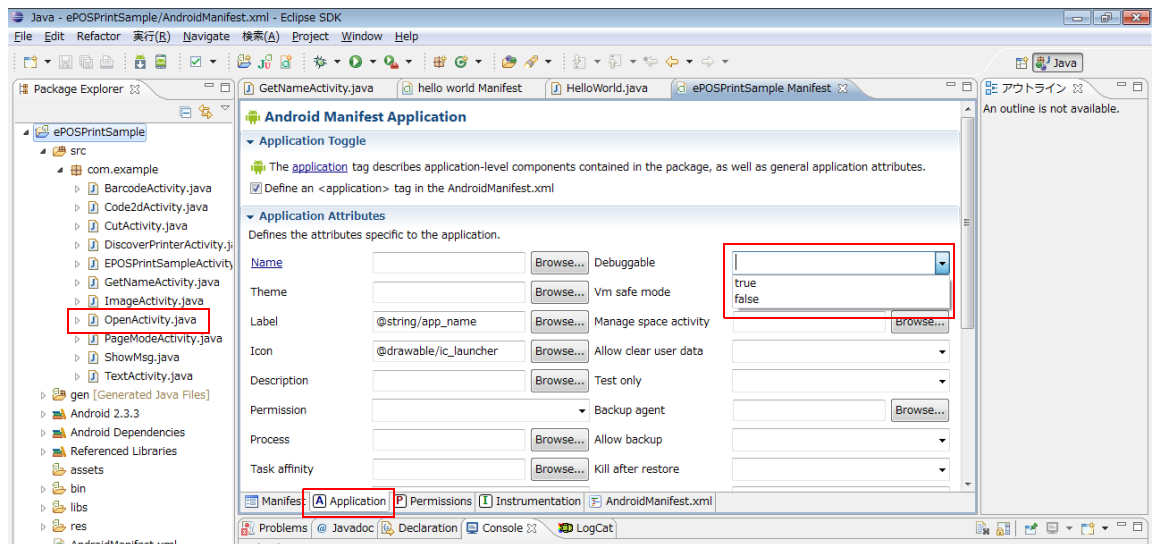 Java - ePOSPrintSample/AndroidManifest.xml - Eclipse SDK
File Edit Refactor 実行(R) Navigate 検索(A) Project Window Help
Java
Package Explorer
ePOSPrintSample
src
com.example
BarcodeActivity.java
Code2dActivity.java
CutActivity.java
DiscoverPrinterActivity.j
EPOSPrintSampleActivity
GetNameActivity.java
ImageActivity.java
OpenActivity.java
PageModeActivity.java
ShowMsg.java
TextActivity.java
gen [Generated Java Files]
Android 2.3.3
Android Dependencies
Referenced Libraries
assets
bin
libs
res
AndroidManifest.xml
GetNameActivity.java hello world Manifest HelloWorld.java ePOSPrintSample Manifest
Android Manifest Application
Application Toggle
The application tag describes application-level components contained in the package, as well as general application attributes.
Define an <application> tag in the AndroidManifest.xml
Application Attributes
Defines the attributes specific to the application.
Name Browse... Debuggable
true
false
Theme Browse... Vm safe mode
Label @string/app_name Browse... Manage space activity Browse...
Icon @drawable/ic_launcher Browse... Allow clear user data
Description Browse... Test only
Permission Backup agent Browse...
Process Browse... Allow backup
Task affinity Browse... Kill after restore
Manifest A Application P Permissions I Instrumentation AndroidManifest.xml
Problems @ Javadoc Declaration Console LogCat
アウトライン
An outline is not available.